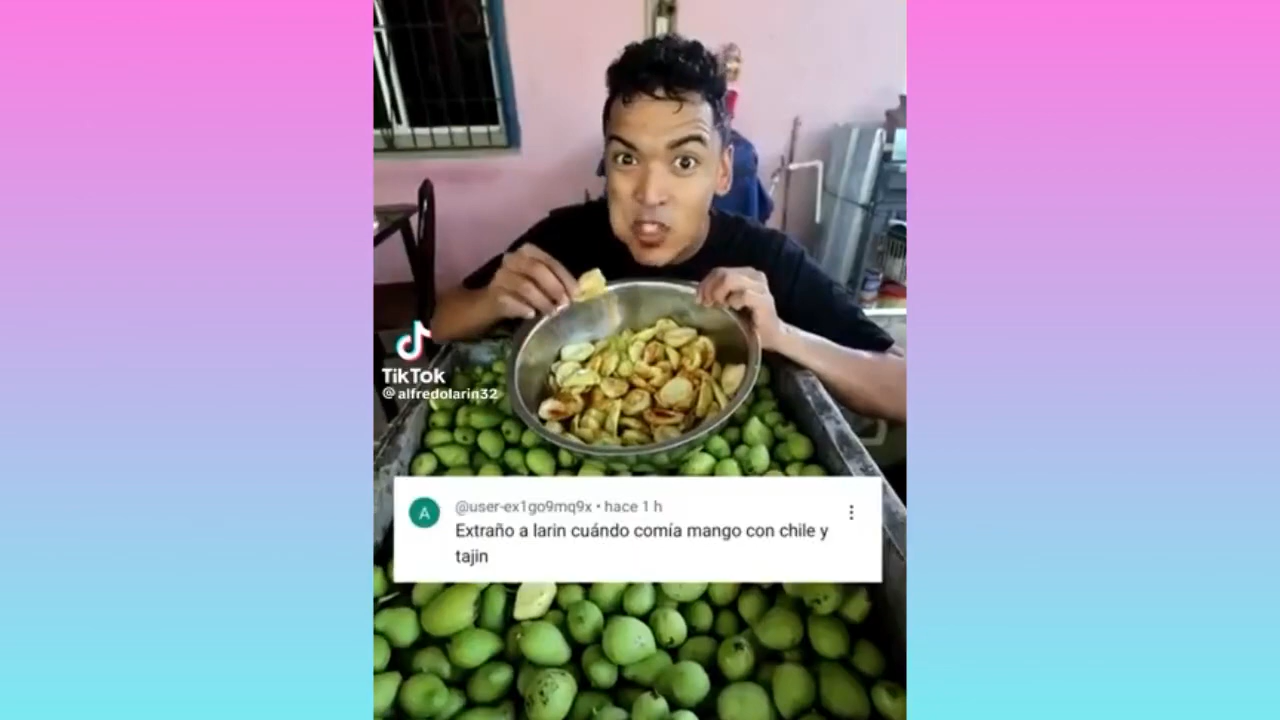 TikTok
@alfredolarin32
A
@user-ex1go9mq9x • hace 1 h
Extraño a larin cuándo comía mango con chile y
tajin